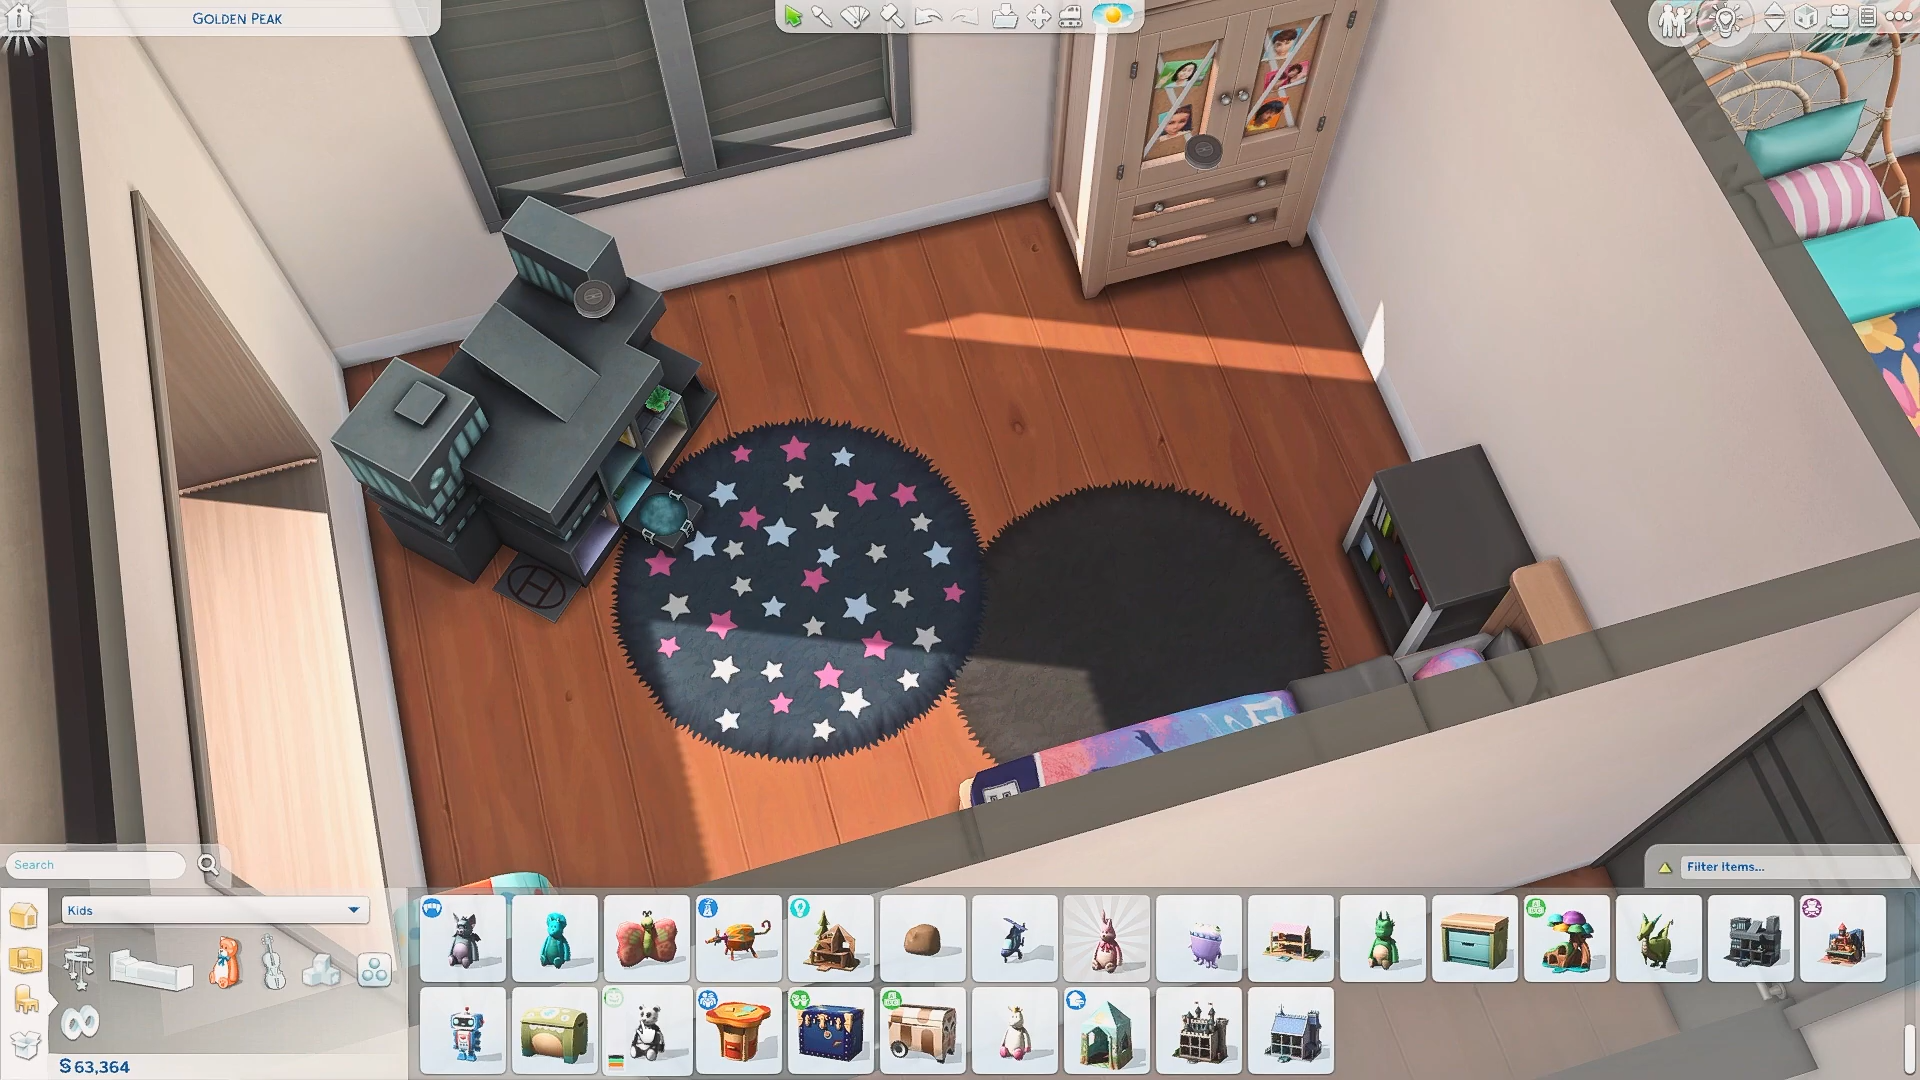 Golden Peak
Search
Filter Items...
Kids
§63,364